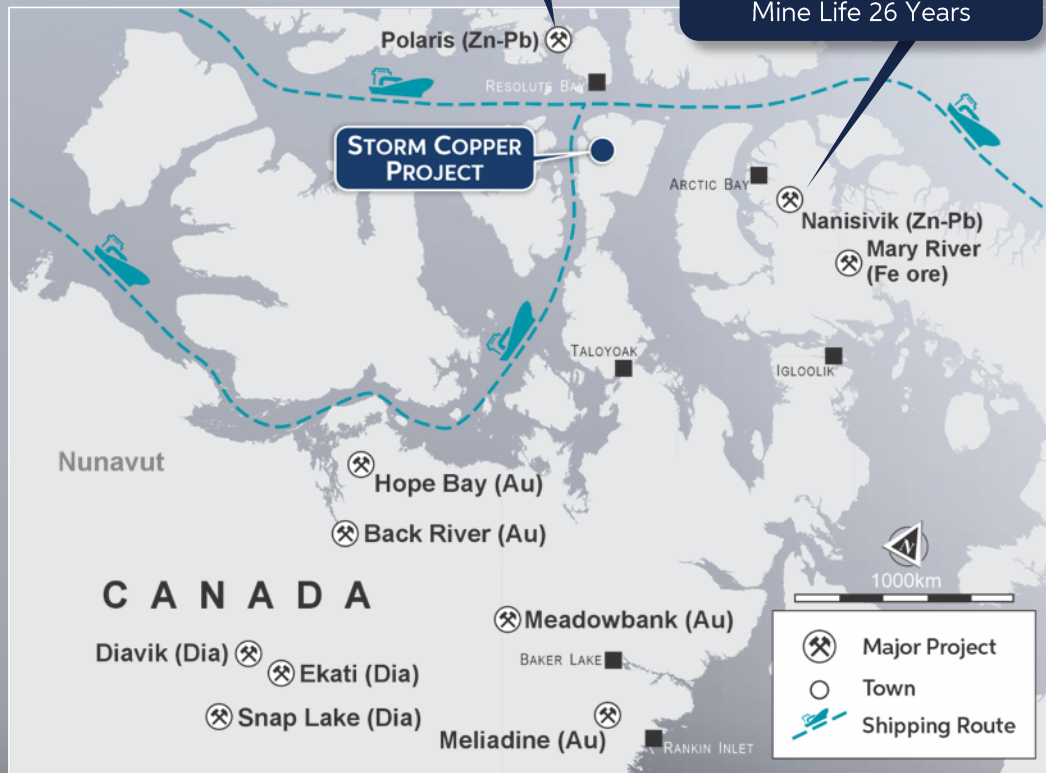 Mine Life 26 Years
Polaris (Zn-Pb)
RESOLUTE BAY
STORM COPPER
PROJECT
ARCTIC BAY
Nanisivik (Zn-Pb)
Mary River
(Fe ore)
TALOYOAK
IGLOOLIK
Nunavut
Hope Bay (Au)
Back River (Au)
N
1000km
CANADA
Meadowbank (Au)
Diavik (Dia)
BAKER LAKE
Ekati (Dia)
Snap Lake (Dia)
Meliadine (Au)
RANKIN INLET
Major Project
Town
Shipping Route